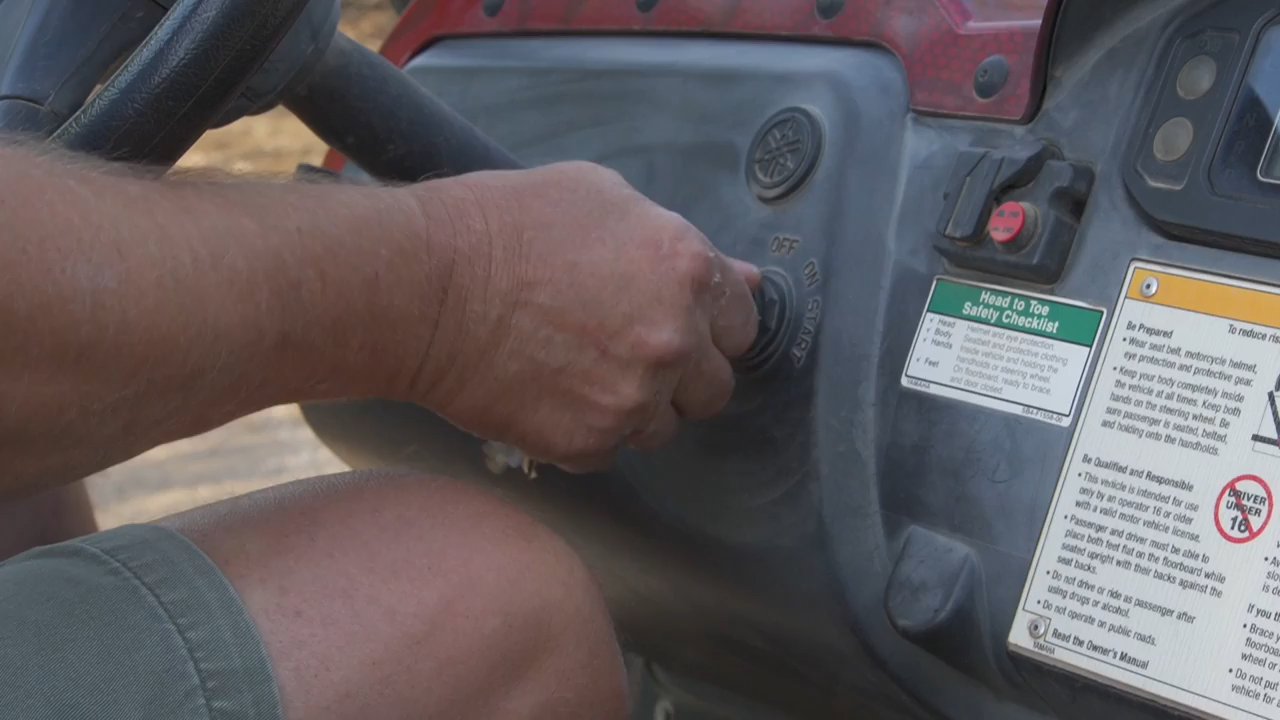 OFF
ON
START
Head to Toe
Safety Checklist
✓ Head Helmet and eye protection.
✓ Body Seatbelt and protective clothing
✓ Hands Inside vehicle and holding the
handholds or steering wheel.
✓ Feet On floorboard, ready to brace,
and door closed.
YAMAHA 5B4-F155A-00
To reduce
Be Prepared
• Wear seat belt, motorcycle helmet,
eye protection and protective gear.
• Keep your body completely inside
the vehicle at all times. Keep both
hands on the steering wheel. Be
sure passenger is seated, belted,
and holding onto the handholds.
Be Qualified and Responsible
• This vehicle is intended for use
only by an operator 16 or older
with a valid motor vehicle license.
• Passenger and driver must be able to
place both feet flat on the floorboard while
seated upright with their backs against the
seat backs.
• Do not drive or ride as passenger after
using drugs or alcohol.
• Do not operate on public roads.
Read the Owner's Manual
YAMAHA
DRIVER
UNDER
16
If you
• Brace
wheel or
• Do not put
vehicle for